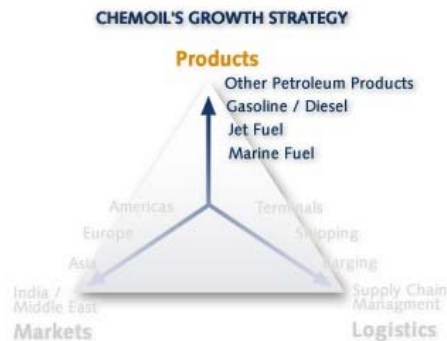 CHEMOIL'S GROWTH STRATEGY
Products
Other Petroleum Products
Gasoline / Diesel
Jet Fuel
Marine Fuel
Americas
Terminals
Europe
Shipping
Asia
Barging
India /
Middle East
Supply Chain
Managment
Markets
Logistics